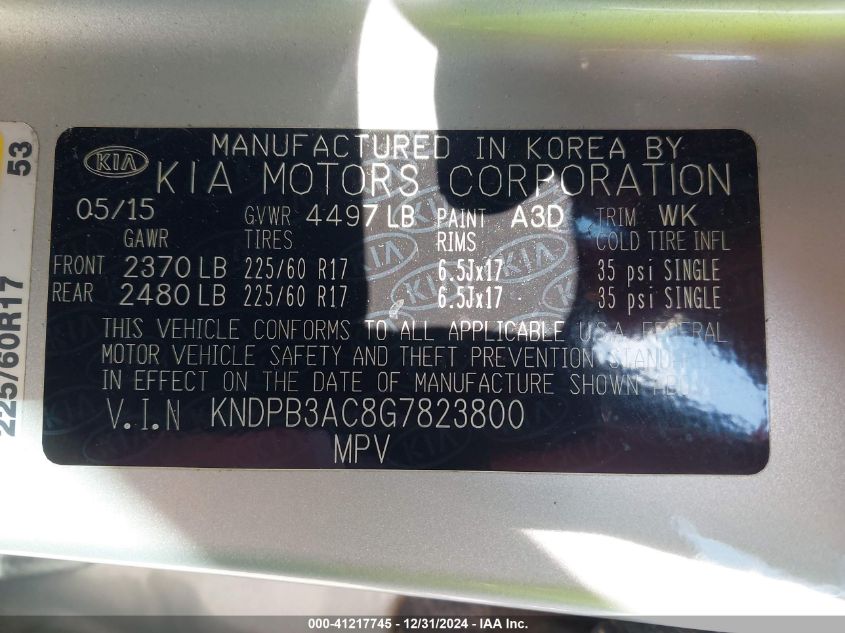 KIA
MANUFACTURED IN KOREA BY
KIA MOTORS CORPORATION
05/15 GVWR 4497 LB PAINT A3D TRIM WK
GAWR TIRES RIMS COLD TIRE INFL
FRONT 2370 LB 225/60 R17 6.5Jx17 35 psi SINGLE
REAR 2480 LB 225/60 R17 6.5Jx17 35 psi SINGLE
THIS VEHICLE CONFORMS TO ALL APPLICABLE U.S.A. FEDERAL
MOTOR VEHICLE SAFETY AND THEFT PREVENTION
IN EFFECT ON THE DATE OF MANUFACTURE SHOWN
V.I.N KNDPB3AC8G7823800
MPV
53
225/60R17
000-41217745 - 12/31/2024 - IAA Inc.